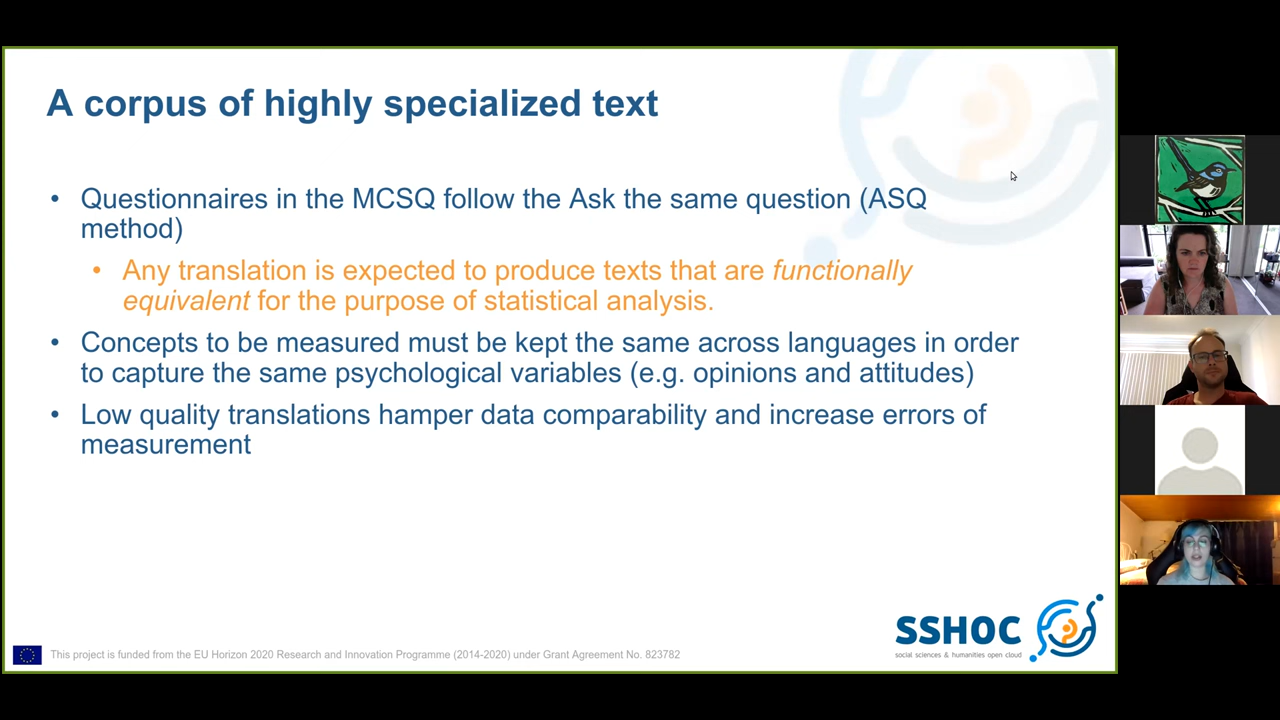 A corpus of highly specialized text
• Questionnaires in the MCSQ follow the Ask the same question (ASQ
method)
• Any translation is expected to produce texts that are functionally
equivalent for the purpose of statistical analysis.
• Concepts to be measured must be kept the same across languages in order
to capture the same psychological variables (e.g. opinions and attitudes)
• Low quality translations hamper data comparability and increase errors of
measurement
SSHOC
social sciences & humanities open cloud
This project is funded from the EU Horizon 2020 Research and Innovation Programme (2014-2020) under Grant Agreement No. 823782